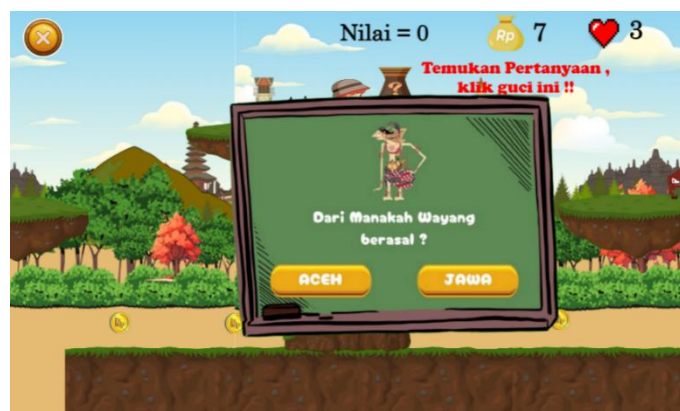 Nilai = 0
Rp 7
3
Temukan Pertanyaan ,
klik guci ini !!
?
Dari Manakah Wayang
berasal ?
ACEH
JAWA